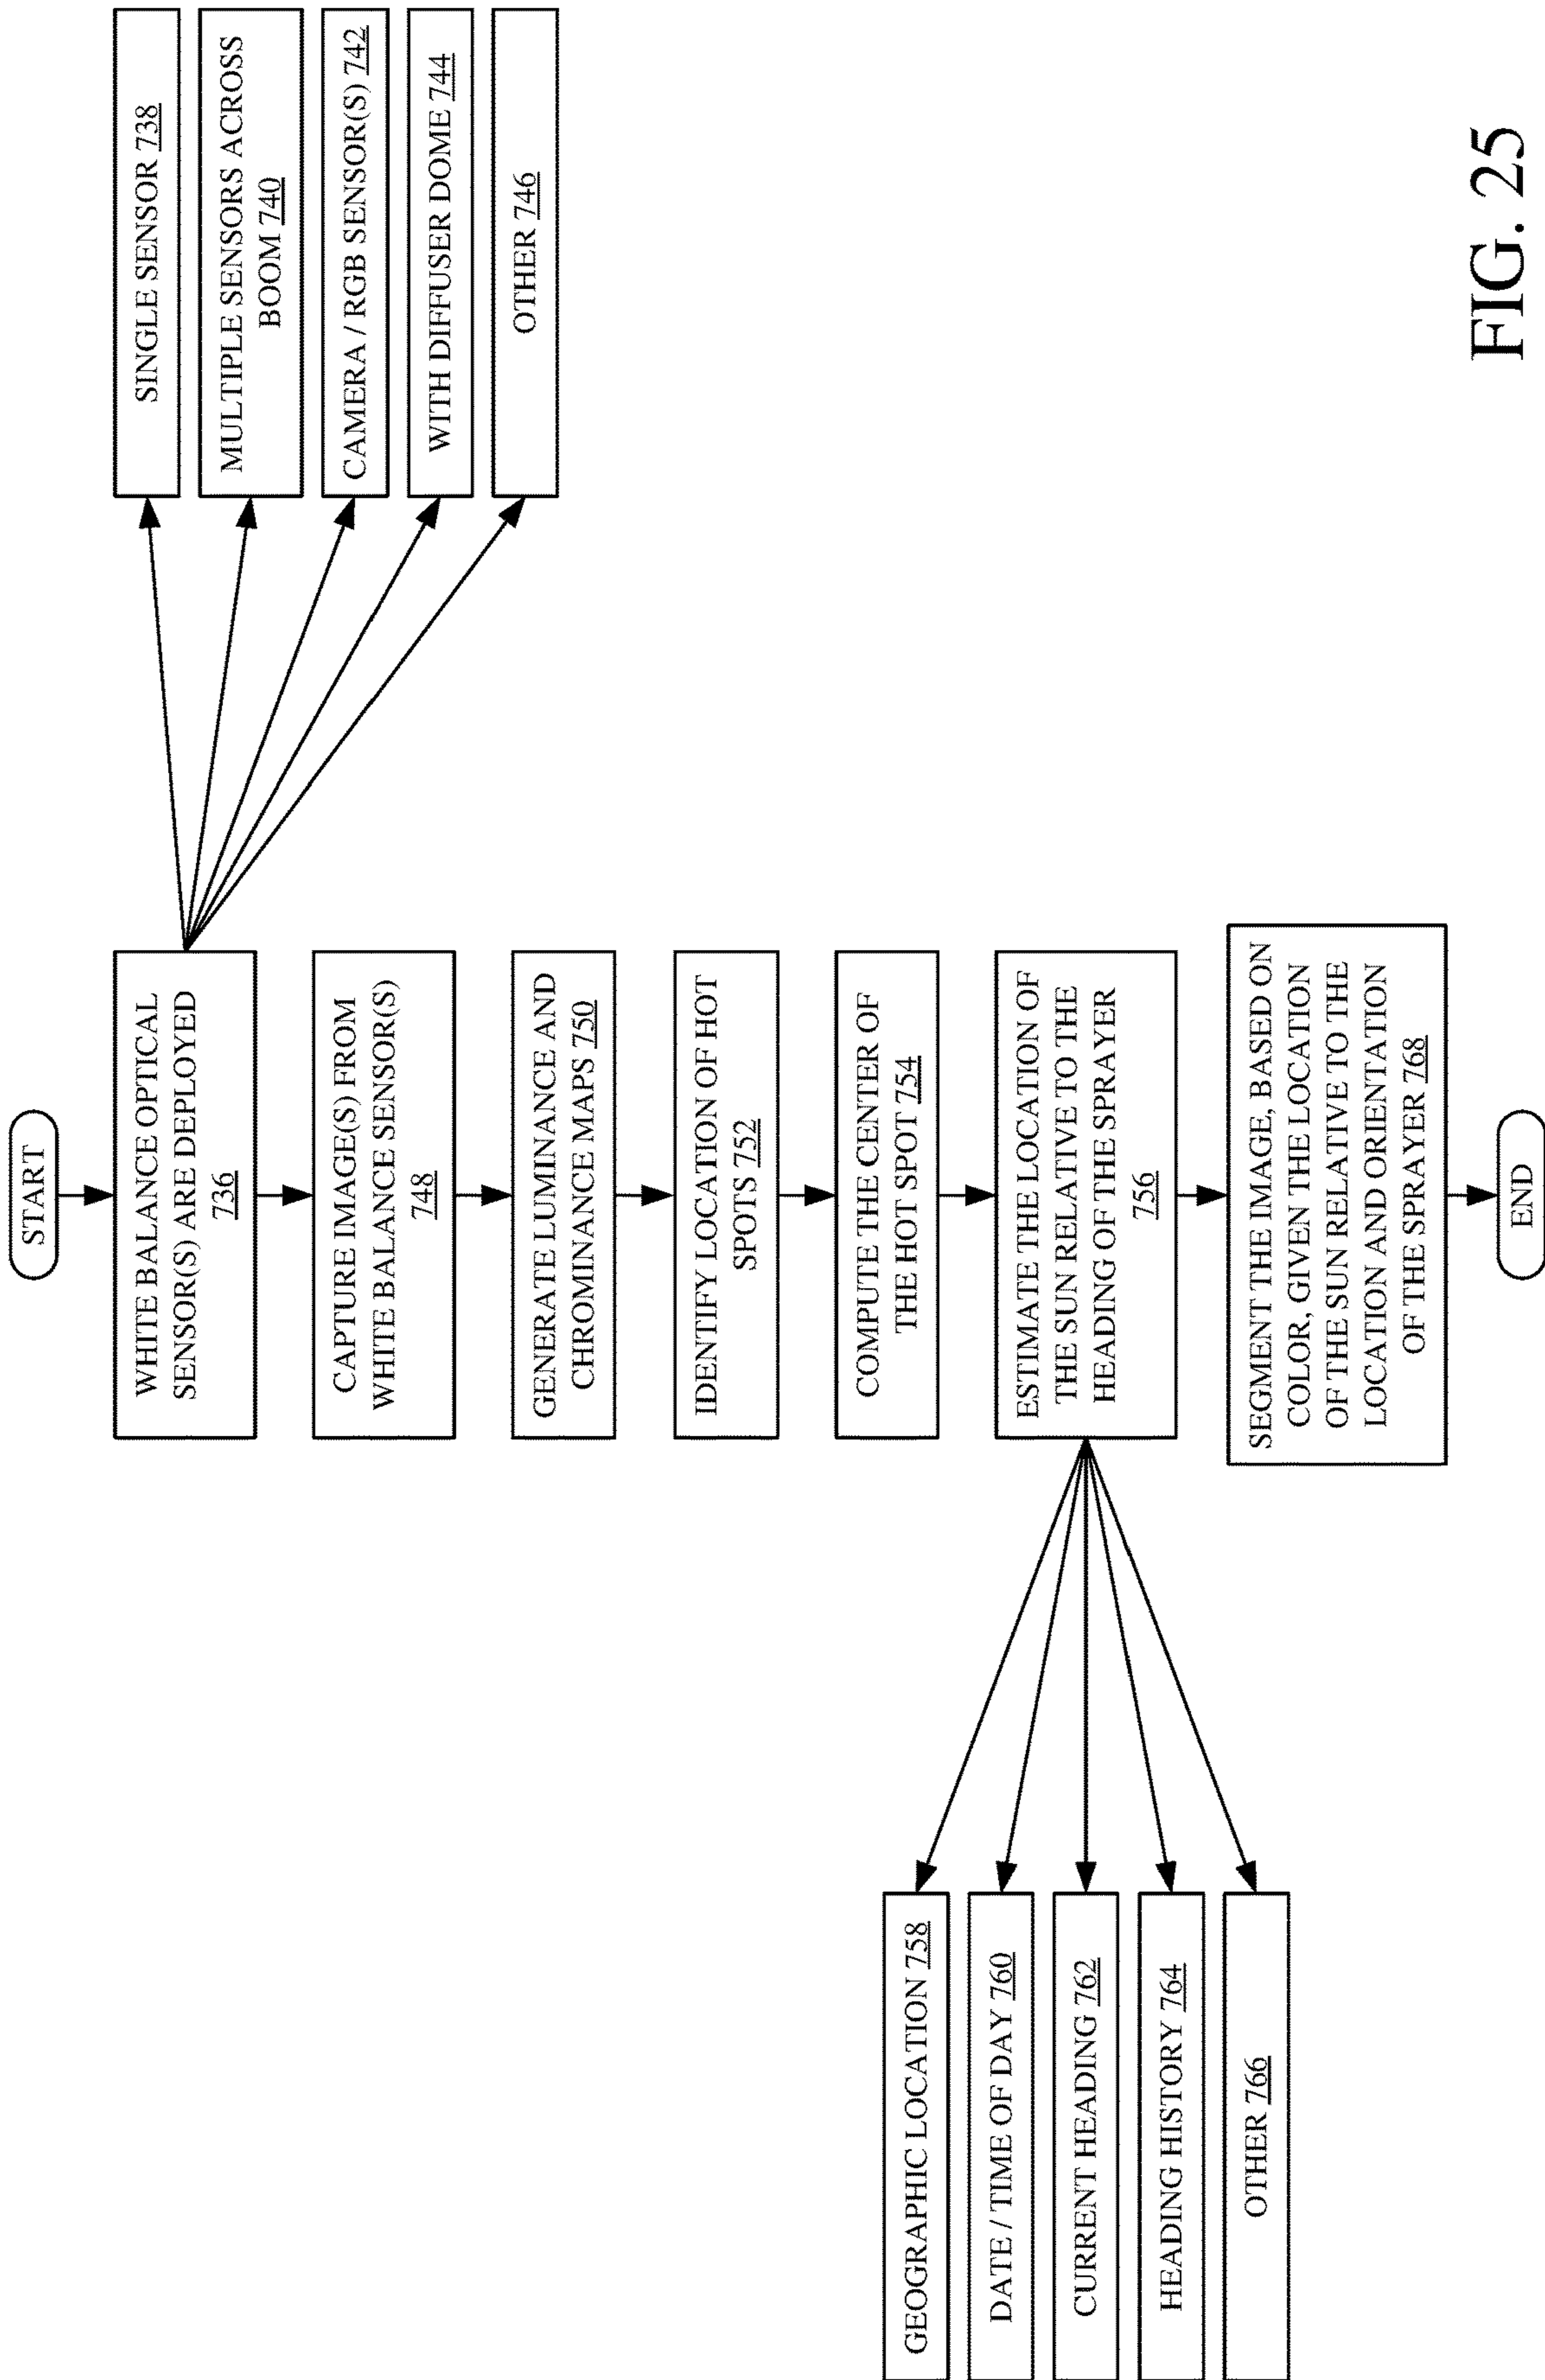 START
WHITE BALANCE OPTICAL
SENSOR(S) ARE DEPLOYED
736
SINGLE SENSOR 738
MULTIPLE SENSORS ACROSS
BOOM 740
CAMERA / RGB SENSOR(S) 742
WITH DIFFUSER DOME 744
OTHER 746
CAPTURE IMAGE(S) FROM
WHITE BALANCE SENSOR(S)
748
GENERATE LUMINANCE AND
CHROMINANCE MAPS 750
IDENTIFY LOCATION OF HOT
SPOTS 752
COMPUTE THE CENTER OF
THE HOT SPOT 754
ESTIMATE THE LOCATION OF
THE SUN RELATIVE TO THE
HEADING OF THE SPRAYER
756
GEOGRAPHIC LOCATION 758
DATE / TIME OF DAY 760
CURRENT HEADING 762
HEADING HISTORY 764
OTHER 766
SEGMENT THE IMAGE, BASED ON
COLOR, GIVEN THE LOCATION
OF THE SUN RELATIVE TO THE
LOCATION AND ORIENTATION
OF THE SPRAYER 768
END
FIG. 25